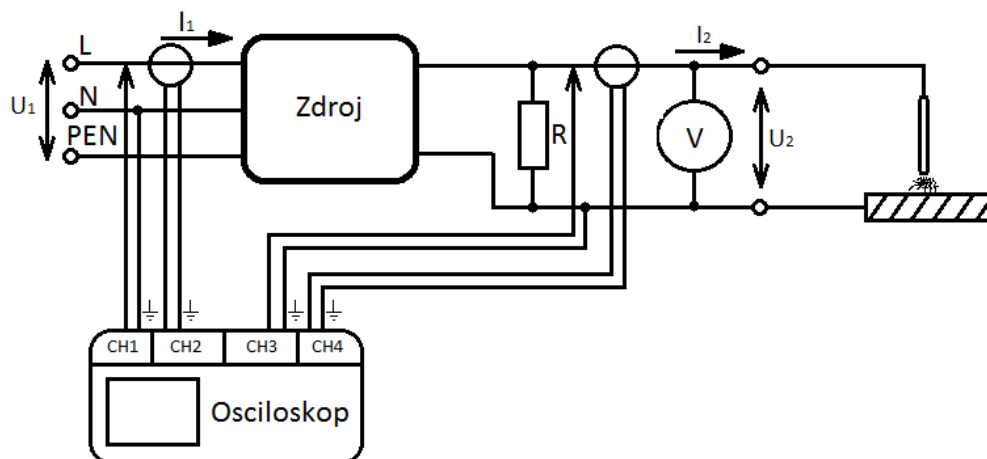 L
I₁
U₁
N
PEN
Zdroj
R
I₂
V
U₂
CH1
CH2
CH3
CH4
Osciloskop